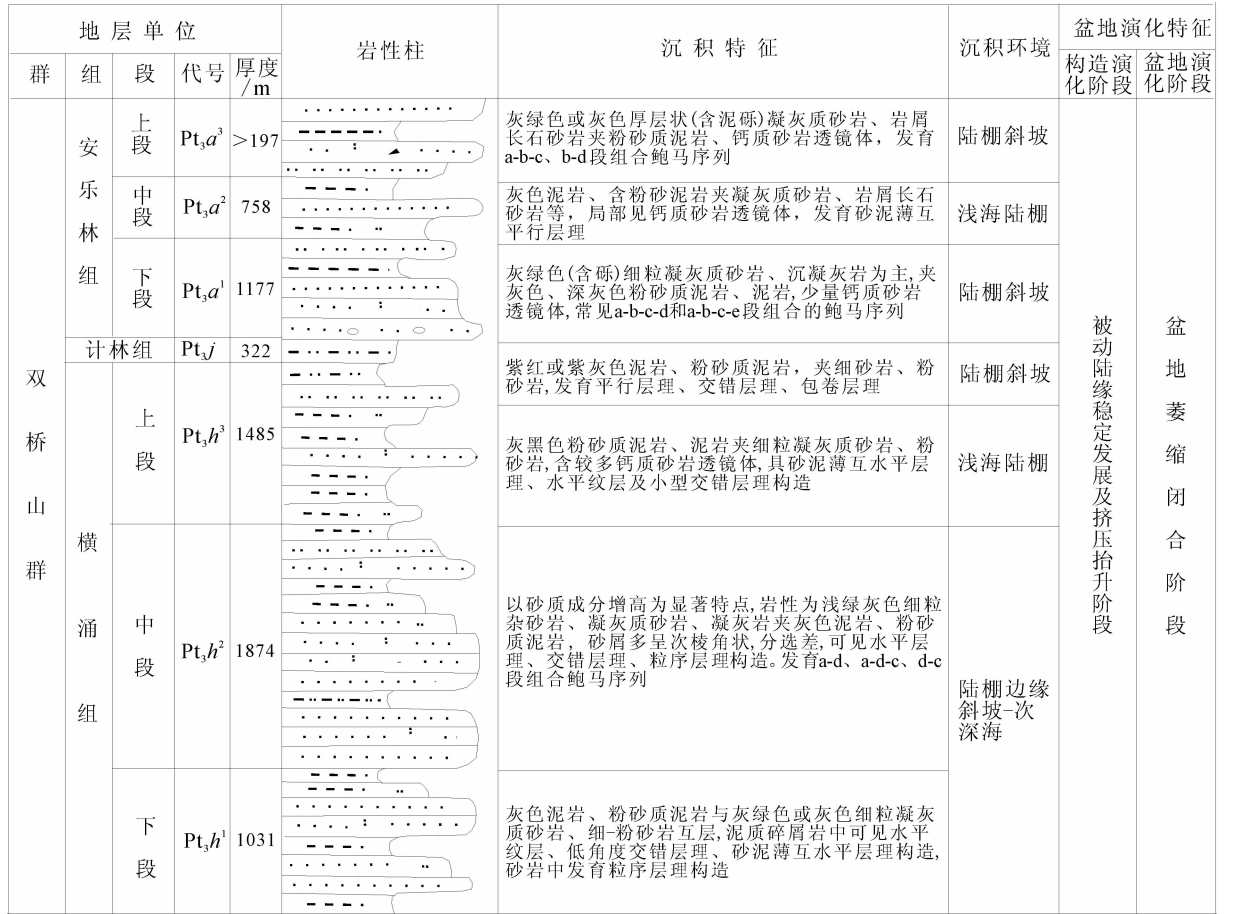 地层单位
岩性柱
沉积特征
沉积环境
盆地演化特征
群
组
段
代号
厚度
/m
构造演
化阶段
盆地演
化阶段
双桥山群
安乐林组
上段
Pt₃a³
>197
灰绿色或灰色厚层状(含泥砾)凝灰质砂岩、岩屑
长石砂岩夹粉砂质泥岩、钙质砂岩透镜体，发育
a-b-c、b-d段组合鲍马序列
陆棚斜坡
中段
Pt₃a²
758
灰色泥岩、含粉砂泥岩夹凝灰质砂岩、岩屑长石
砂岩等，局部见钙质砂岩透镜体，发育砂泥薄互
平行层理
浅海陆棚
下段
Pt₃a¹
1177
灰绿色(含砾)细粒凝灰质砂岩、沉凝灰岩为主,夹
灰色、深灰色粉砂质泥岩、泥岩,少量钙质砂岩
透镜体,常见a-b-c-d和a-b-c-e段组合的鲍马序列
陆棚斜坡
计林组
Pt₃j
322
紫红或紫灰色泥岩、粉砂质泥岩，夹细砂岩、粉
砂岩,发育平行层理、交错层理、包卷层理
陆棚斜坡
横涌组
上段
Pt₃h³
1485
灰黑色粉砂质泥岩、泥岩夹细粒凝灰质砂岩、粉
砂岩,含较多钙质砂岩透镜体,具砂泥薄互水平层
理、水平纹层及小型交错层理构造
浅海陆棚
中段
Pt₃h²
1874
以砂质成分增高为显著特点,岩性为浅绿灰色细粒
杂砂岩、凝灰质砂岩、凝灰岩夹灰色泥岩、粉砂
质泥岩，砂屑多呈次棱角状,分选差,可见水平层
理、交错层理、粒序层理构造。发育a-d、a-d-c、d-c
段组合鲍马序列
陆棚边缘
斜坡-次
深海
下段
Pt₃h¹
1031
灰色泥岩、粉砂质泥岩与灰绿色或灰色细粒凝灰
质砂岩、细-粉砂岩互层,泥质碎屑岩中可见水平
纹层、低角度交错层理、砂泥薄互水平层理构造,
砂岩中发育粒序层理构造
被动陆缘稳定发展及挤压抬升阶段
盆地萎缩闭合阶段